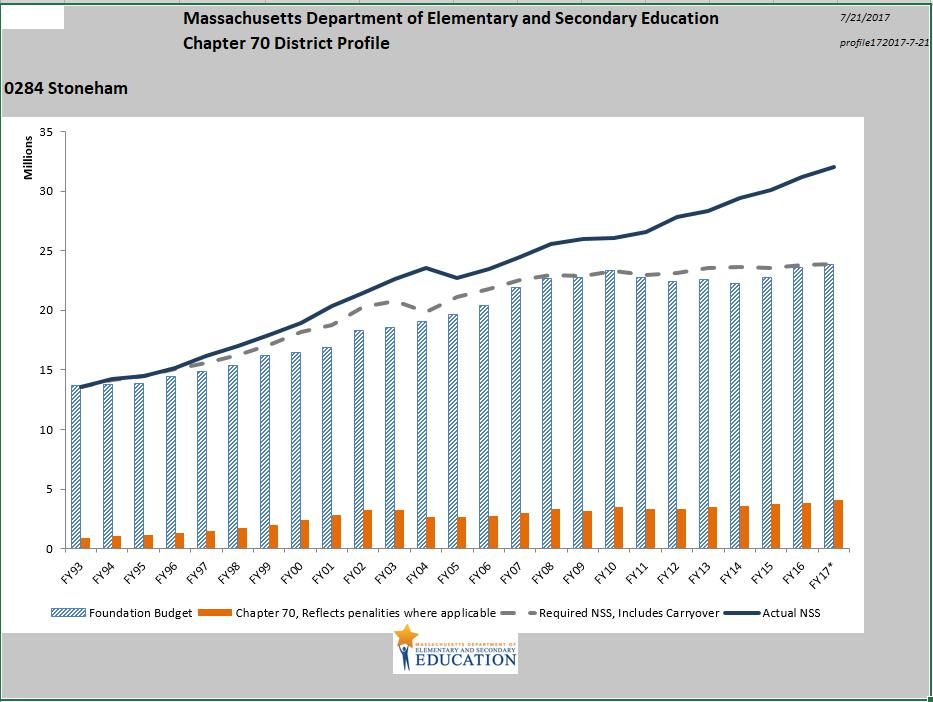 Massachusetts Department of Elementary and Secondary Education
7/21/2017
Chapter 70 District Profile
profile172017-7-21
0284 Stoneham
Millions
35
30
25
20
15
10
5
0
FY93
FY94
FY95
FY96
FY97
FY98
FY99
FY00
FY01
FY02
FY03
FY04
FY05
FY06
FY07
FY08
FY09
FY10
FY11
FY12
FY13
FY14
FY15
FY16
FY17*
Foundation Budget
Chapter 70, Reflects penalities where applicable
Required NSS, Includes Carryover
Actual NSS
MASSACHUSETTS DEPARTMENT OF
ELEMENTARY AND SECONDARY
EDUCATION